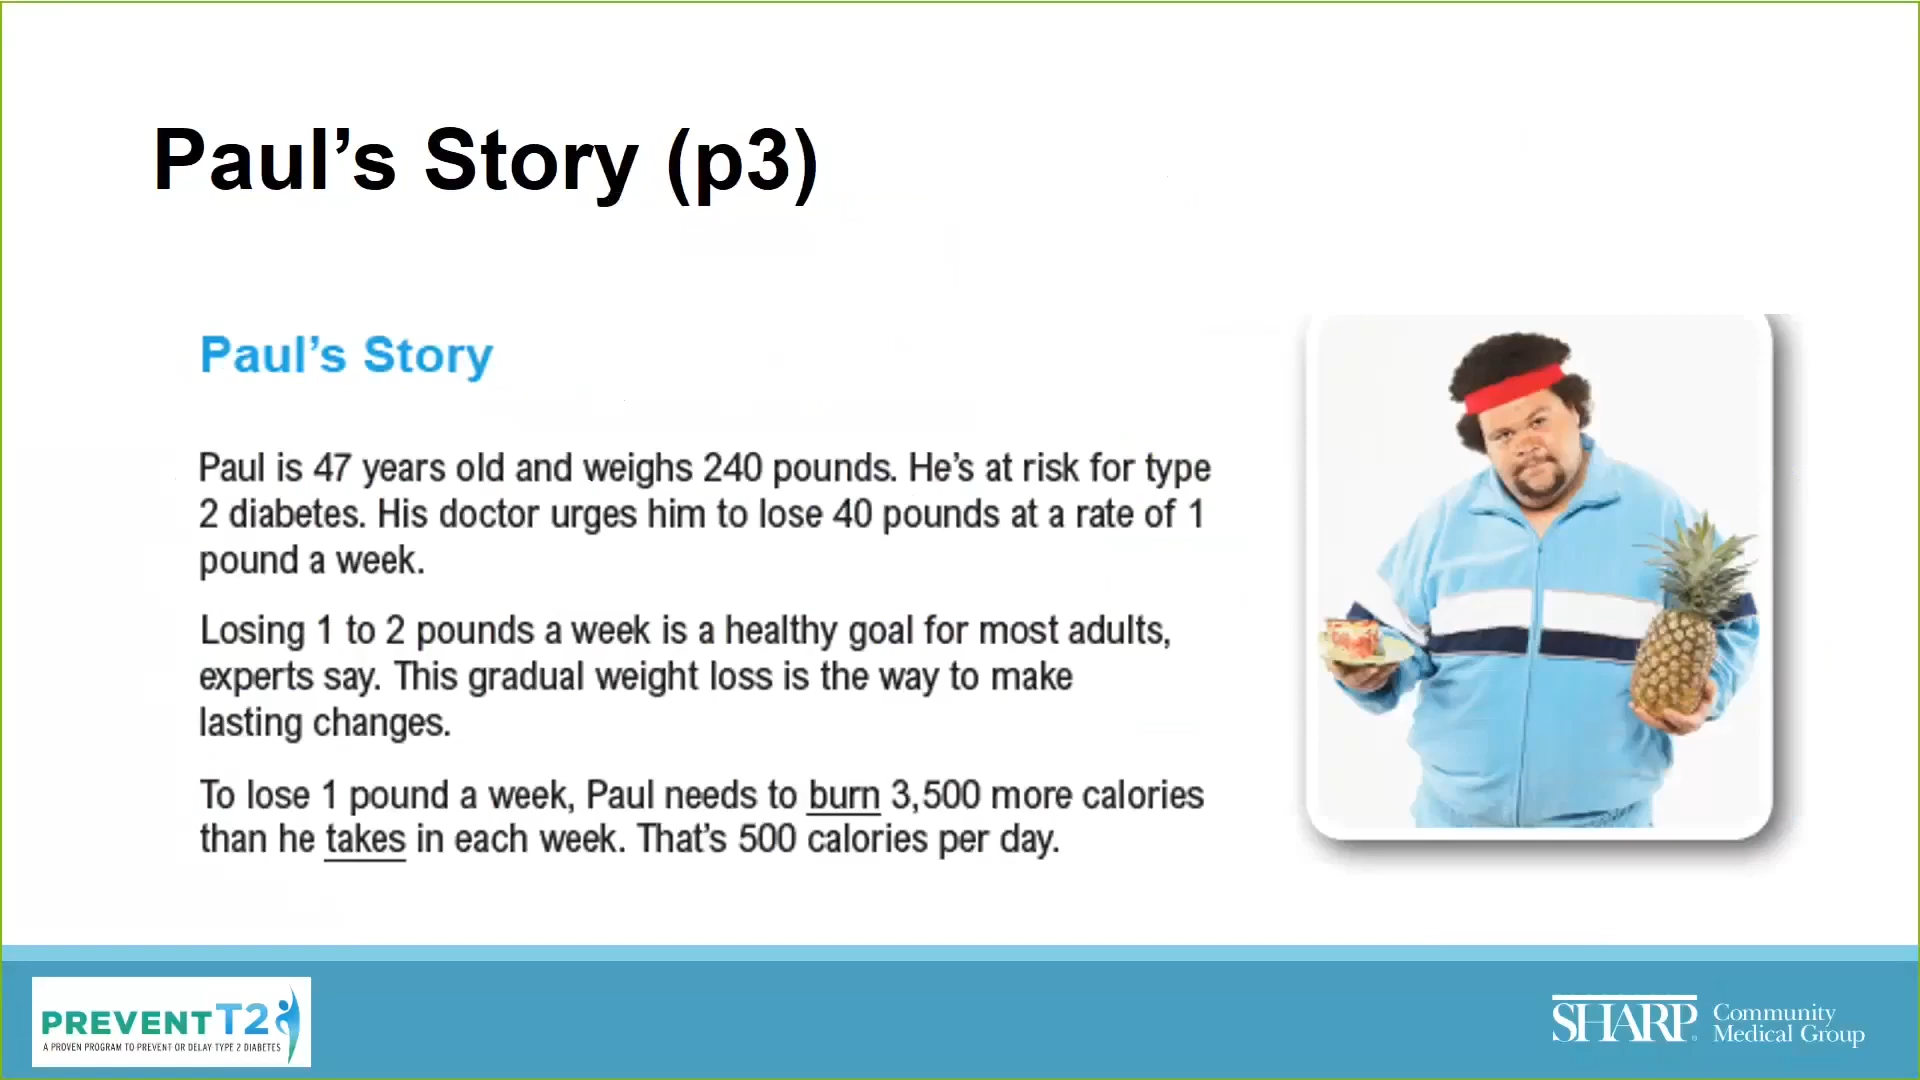 Paul’s Story (p3)
Paul’s Story
Paul is 47 years old and weighs 240 pounds. He’s at risk for type
2 diabetes. His doctor urges him to lose 40 pounds at a rate of 1
pound a week.
Losing 1 to 2 pounds a week is a healthy goal for most adults,
experts say. This gradual weight loss is the way to make
lasting changes.
To lose 1 pound a week, Paul needs to burn 3,500 more calories
than he takes in each week. That’s 500 calories per day.
PREVENT T2
A PROVEN PROGRAM TO PREVENT OR DELAY TYPE 2 DIABETES
SHARP Community
Medical Group